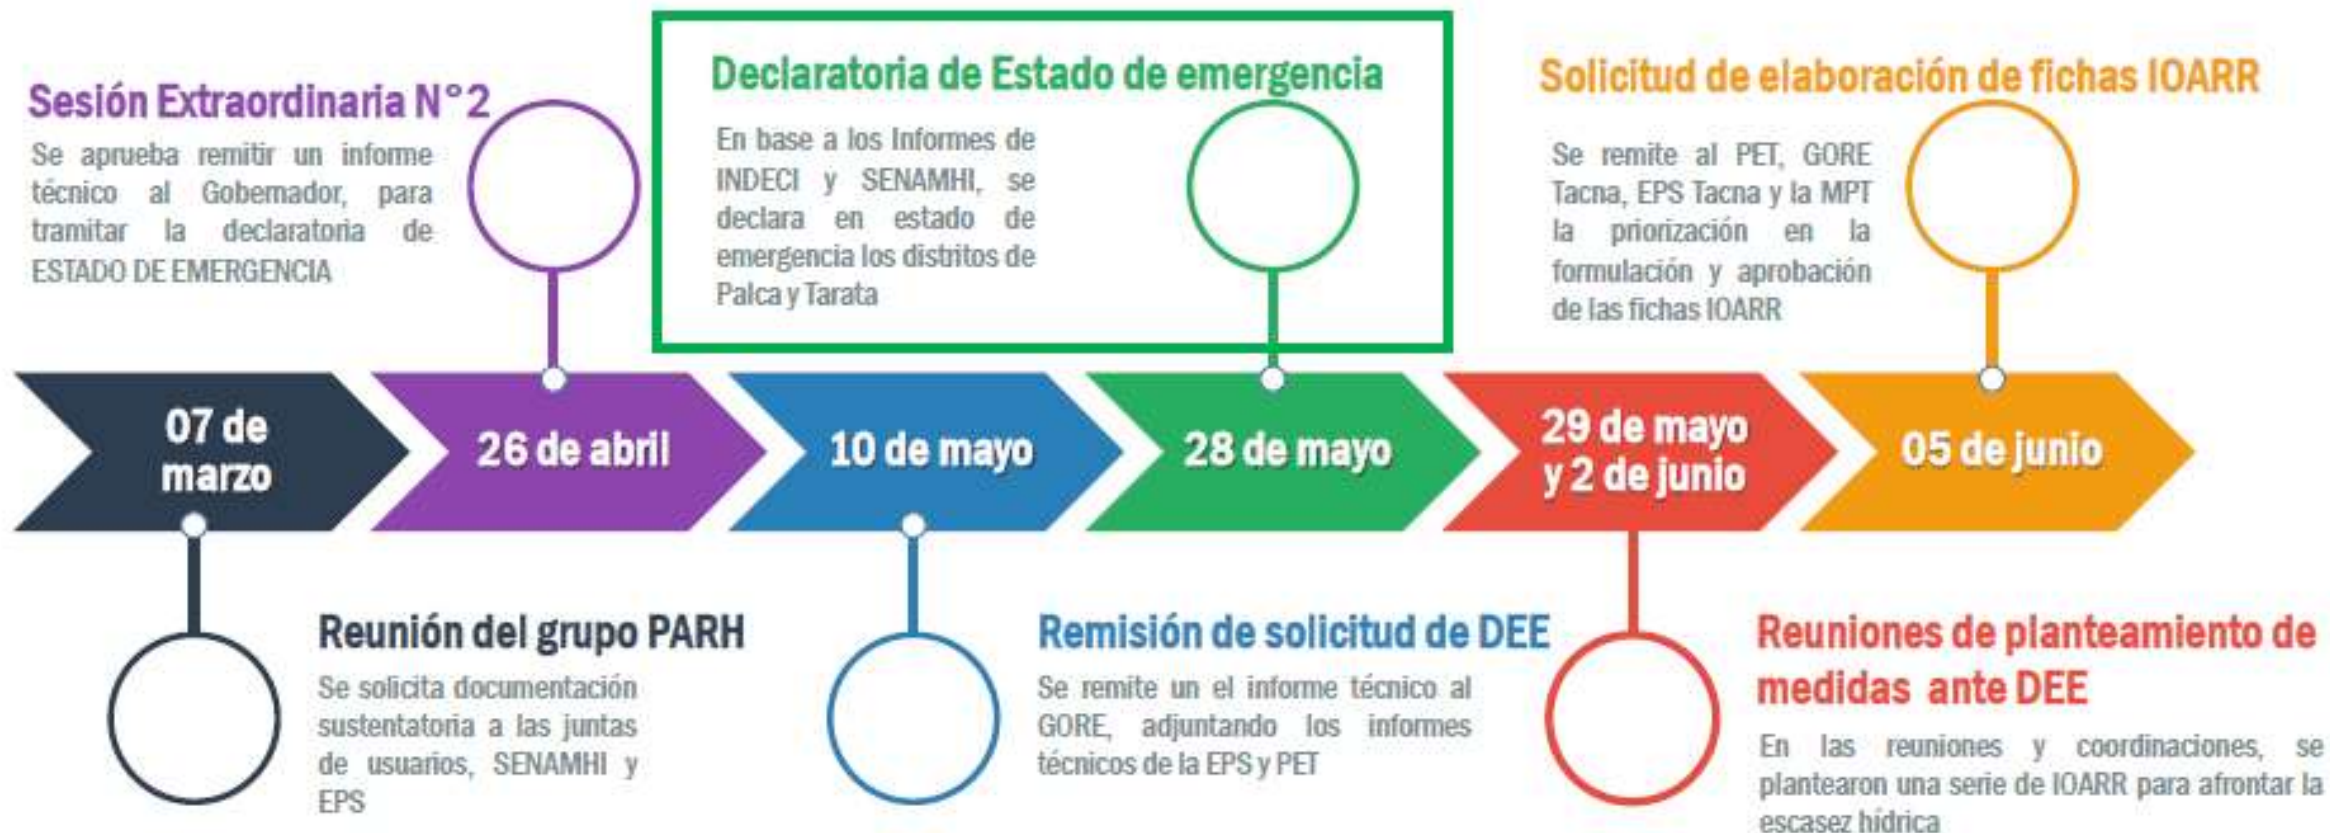 Sesión Extraordinaria N°2
Se aprueba remitir un informe
técnico al Gobernador, para
tramitar la declaratoria de
ESTADO DE EMERGENCIA
Declaratoria de Estado de emergencia
En base a los Informes de
INDECI y SENAMHI, se
declara en estado de
emergencia los distritos de
Palca y Tarata
Solicitud de elaboración de fichas IOARR
Se remite al PET, GORE
Tacna, EPS Tacna y la MPT
la priorización en la
formulación y aprobación
de las fichas IOARR
07 de
marzo
26 de abril
10 de mayo
28 de mayo
29 de mayo
y 2 de junio
05 de junio
Reunión del grupo PARH
Se solicita documentación
sustentatoria a las juntas
de usuarios, SENAMHI y
EPS
Remisión de solicitud de DEE
Se remite un el informe técnico al
GORE, adjuntando los informes
técnicos de la EPS y PET
Reuniones de planteamiento de
medidas ante DEE
En las reuniones y coordinaciones, se
plantearon una serie de IOARR para afrontar la
escasez hídrica